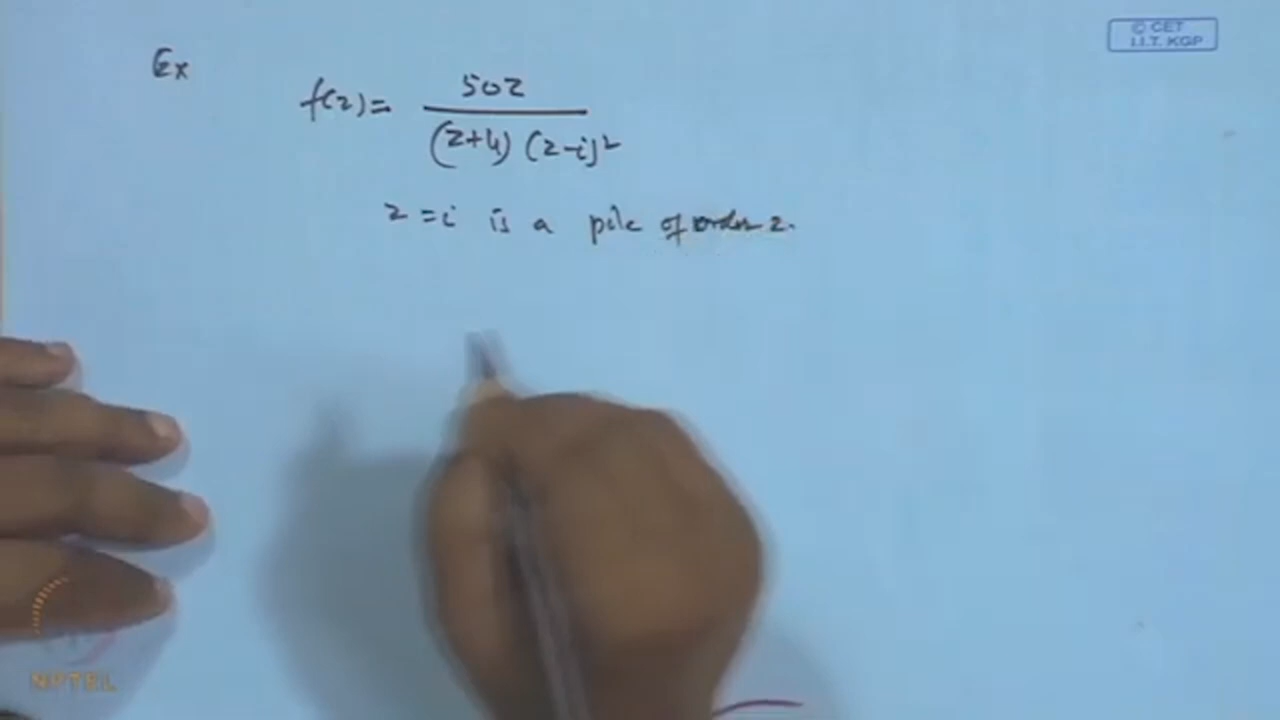 © CET
I.I.T. KGP
Ex
f(z) = 50z
(z+4) (z-i)²
z = i is a pole of order 2.
NPTEL